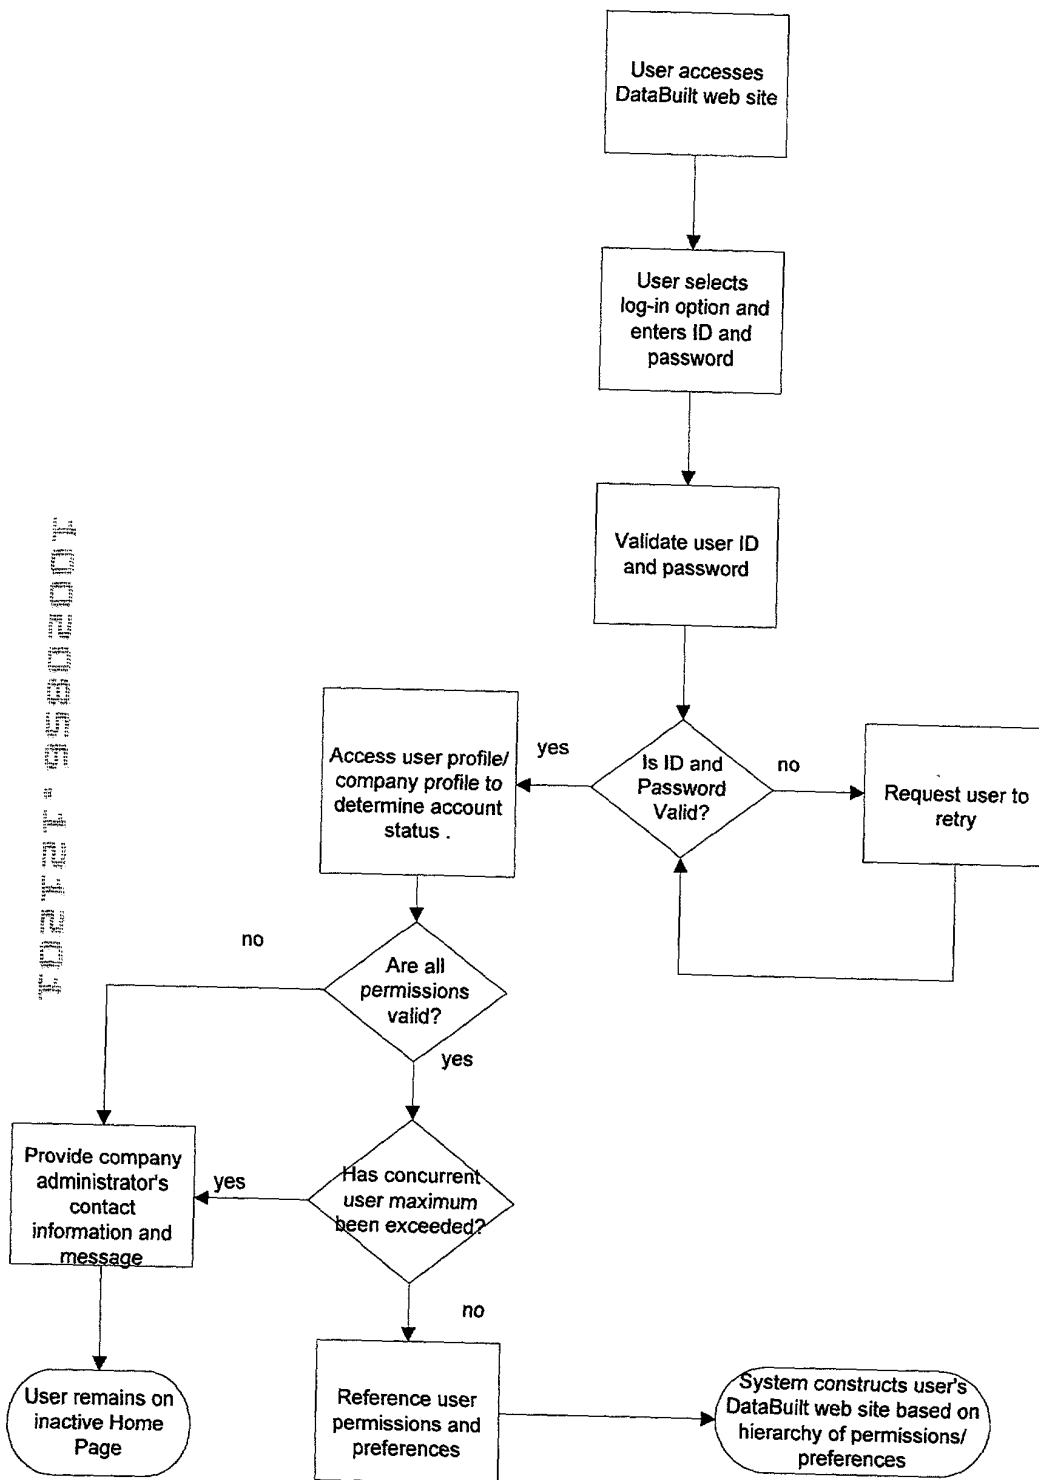 User accesses
DataBuilt web site
User selects
log-in option and
enters ID and
password
Validate user ID
and password
Is ID and
Password
Valid?
yes
no
Request user to
retry
Access user profile/
company profile to
determine account
status .
Are all
permissions
valid?
no
yes
Has concurrent
user maximum
been exceeded?
yes
no
Provide company
administrator's
contact
information and
message
User remains on
inactive Home
Page
Reference user
permissions and
preferences
System constructs user's
DataBuilt web site based on
hierarchy of permissions/
preferences
10020855.121201